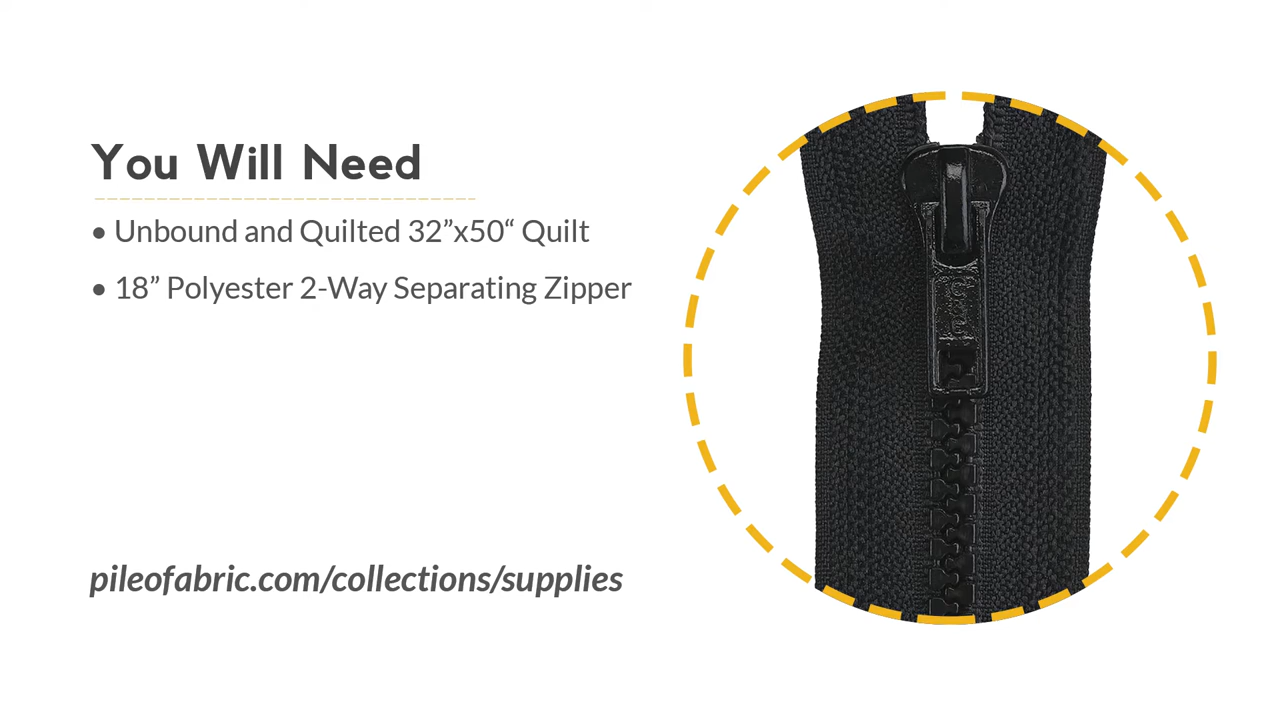 You Will Need
• Unbound and Quilted 32”x50“ Quilt
• 18” Polyester 2-Way Separating Zipper
pileofabric.com/collections/supplies